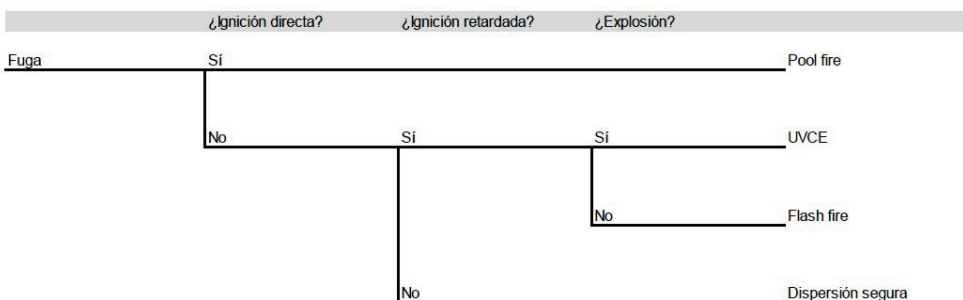 ¿Ignición directa? ¿Ignición retardada? ¿Explosión?
Fuga Sí Pool fire
No Sí Sí UVCE
No Flash fire
No Dispersión segura